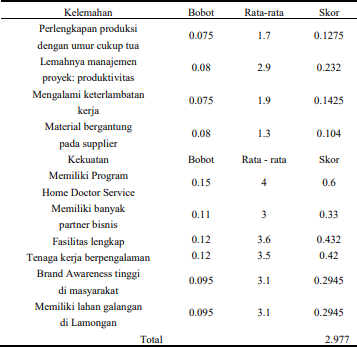 Kelemahan Bobot Rata-rata Skor
Perlengkapan produksi
dengan umur cukup tua 0.075 1.7 0.1275
Lemahnya manajemen
proyek: produktivitas 0.08 2.9 0.232
Mengalami keterlambatan
kerja 0.075 1.9 0.1425
Material bergantung
pada supplier 0.08 1.3 0.104
Kekuatan Bobot Rata - rata Skor
Memiliki Program
Home Doctor Service 0.15 4 0.6
Memiliki banyak
partner bisnis 0.11 3 0.33
Fasilitas lengkap 0.12 3.6 0.432
Tenaga kerja berpengalaman 0.12 3.5 0.42
Brand Awareness tinggi
di masyarakat 0.095 3.1 0.2945
Memiliki lahan galangan
di Lamongan 0.095 3.1 0.2945
Total 2.977